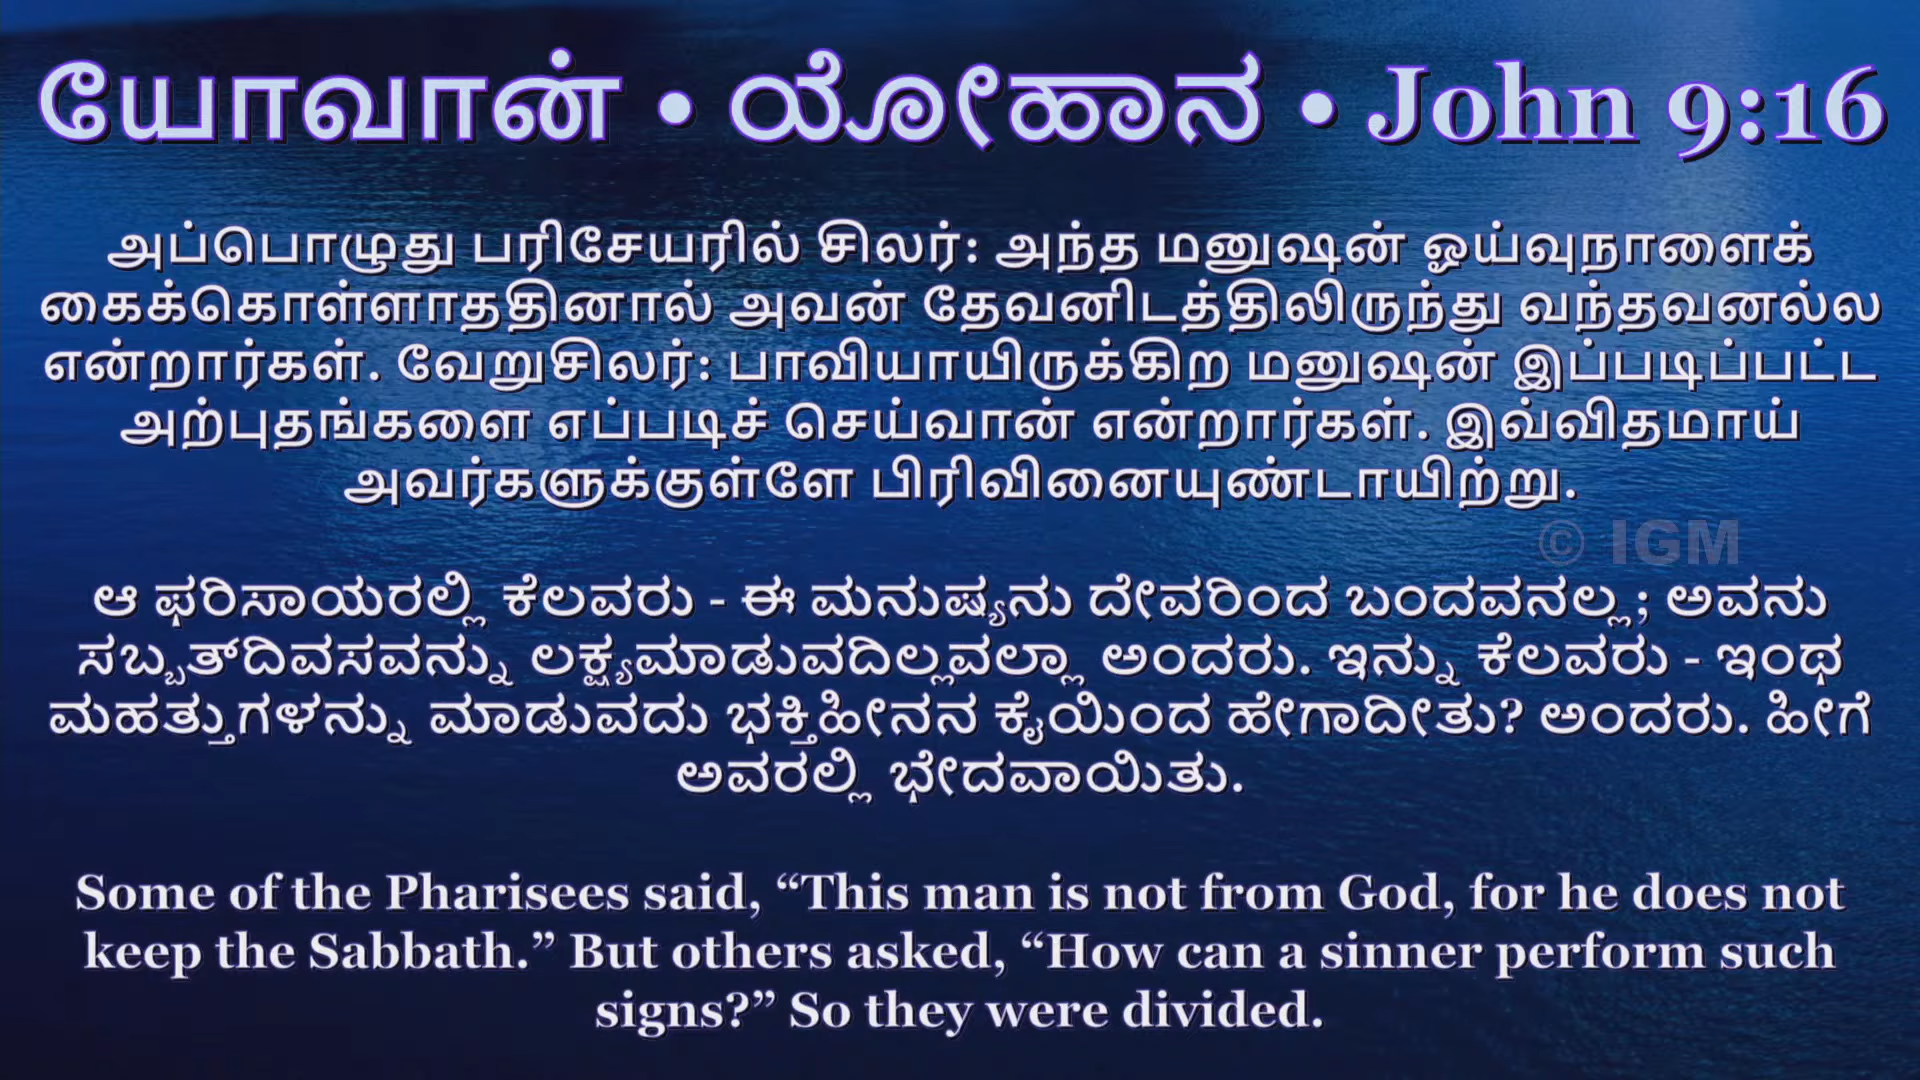 யோவான் • ಯೋಹಾನ • John 9:16
அப்பொழுது பரிசேயரில் சிலர்: அந்த மனுஷன் ஓய்வுநாளைக்
கைக்கொள்ளாததினால் அவன் தேவனிடத்திலிருந்து வந்தவனல்ல
என்றார்கள். வேறுசிலர்: பாவியாயிருக்கிற மனுஷன் இப்படிப்பட்ட
அற்புதங்களை எப்படிச் செய்வான் என்றார்கள். இவ்விதமாய்
அவர்களுக்குள்ளே பிரிவினையுண்டாயிற்று.
© IGM
ಆ ಫರಿಸಾಯರಲ್ಲಿ ಕೆಲವರು - ಈ ಮನುಷ್ಯನು ದೇವರಿಂದ ಬಂದವನಲ್ಲ; ಅವನು
ಸಬ್ಬತ್‌ದಿವಸವನ್ನು ಲಕ್ಷ್ಯಮಾಡುವದಿಲ್ಲವಲ್ಲಾ ಅಂದರು. ಇನ್ನು ಕೆಲವರು - ಇಂಥ
ಮಹತ್ತುಗಳನ್ನು ಮಾಡುವದು ಭಕ್ತಿಹೀನನ ಕೈಯಿಂದ ಹೇಗಾದೀತು? ಅಂದರು. ಹೀಗೆ
ಅವರಲ್ಲಿ ಭೇದವಾಯಿತು.
Some of the Pharisees said, “This man is not from God, for he does not
keep the Sabbath.” But others asked, “How can a sinner perform such
signs?” So they were divided.